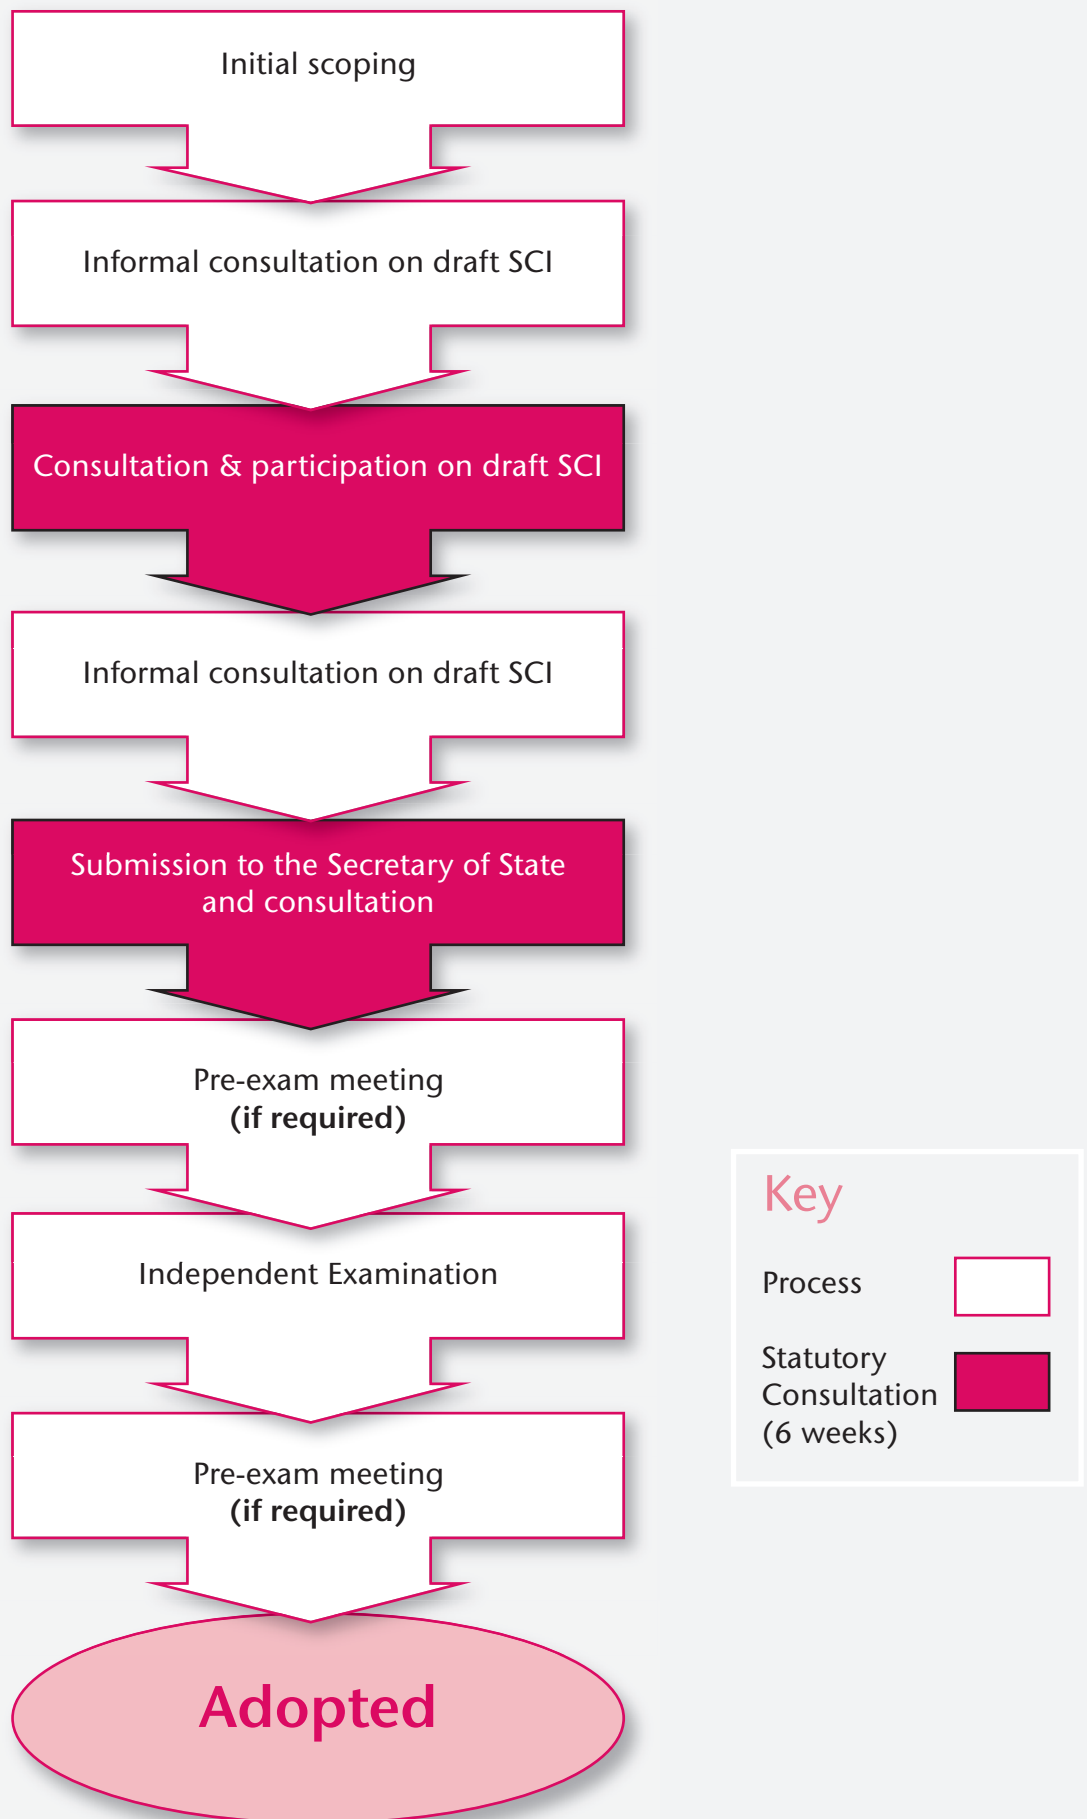 Initial scoping
Informal consultation on draft SCI
Consultation & participation on draft SCI
Informal consultation on draft SCI
Submission to the Secretary of State
and consultation
Pre-exam meeting
(if required)
Independent Examination
Pre-exam meeting
(if required)
Adopted
Key
Process
Statutory
Consultation
(6 weeks)